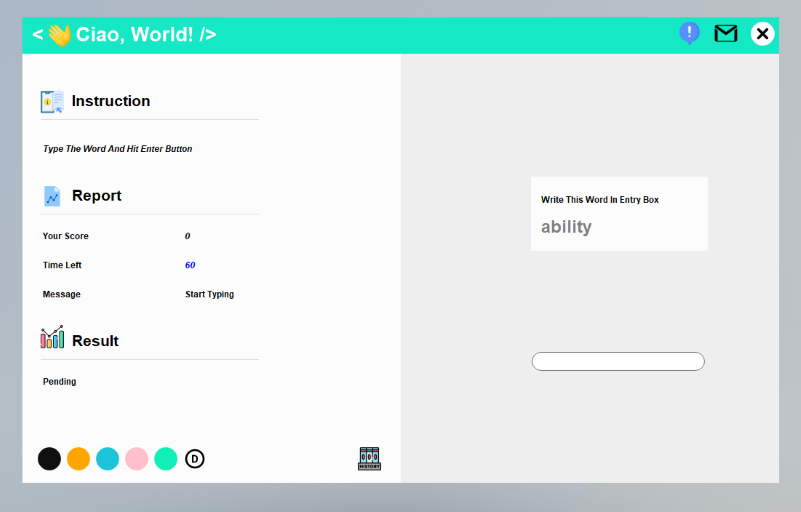 < 👋 Ciao, World! />
Instruction
Type The Word And Hit Enter Button
Report
Your Score 0
Time Left 60
Message Start Typing
Result
Pending
D
HISTORY
Write This Word In Entry Box
ability